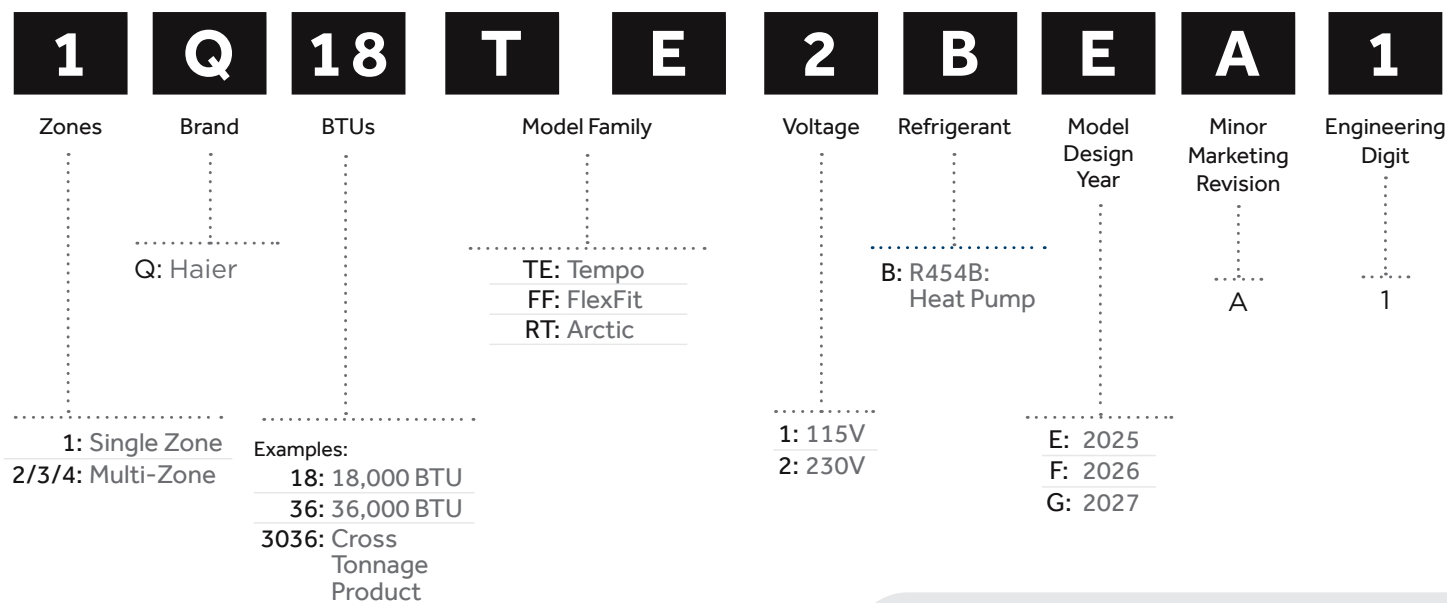 1 Q 18 T E 2 B E A 1
Zones Brand BTUs Model Family Voltage Refrigerant Model Design Year Minor Marketing Revision Engineering Digit
Q: Haier
TE: Tempo
FF: FlexFit
RT: Arctic
B: R454B:
Heat Pump
A
1
1: Single Zone
2/3/4: Multi-Zone
Examples:
18: 18,000 BTU
36: 36,000 BTU
3036: Cross
Tonnage
Product
1: 115V
2: 230V
E: 2025
F: 2026
G: 2027